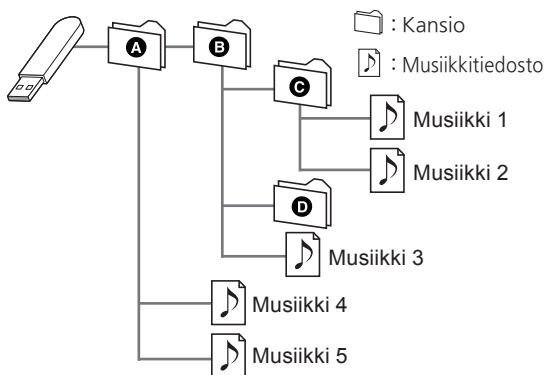 A
B
: Kansio
: Musiikkitiedosto
C
Musiikki 1
Musiikki 2
D
Musiikki 3
Musiikki 4
Musiikki 5